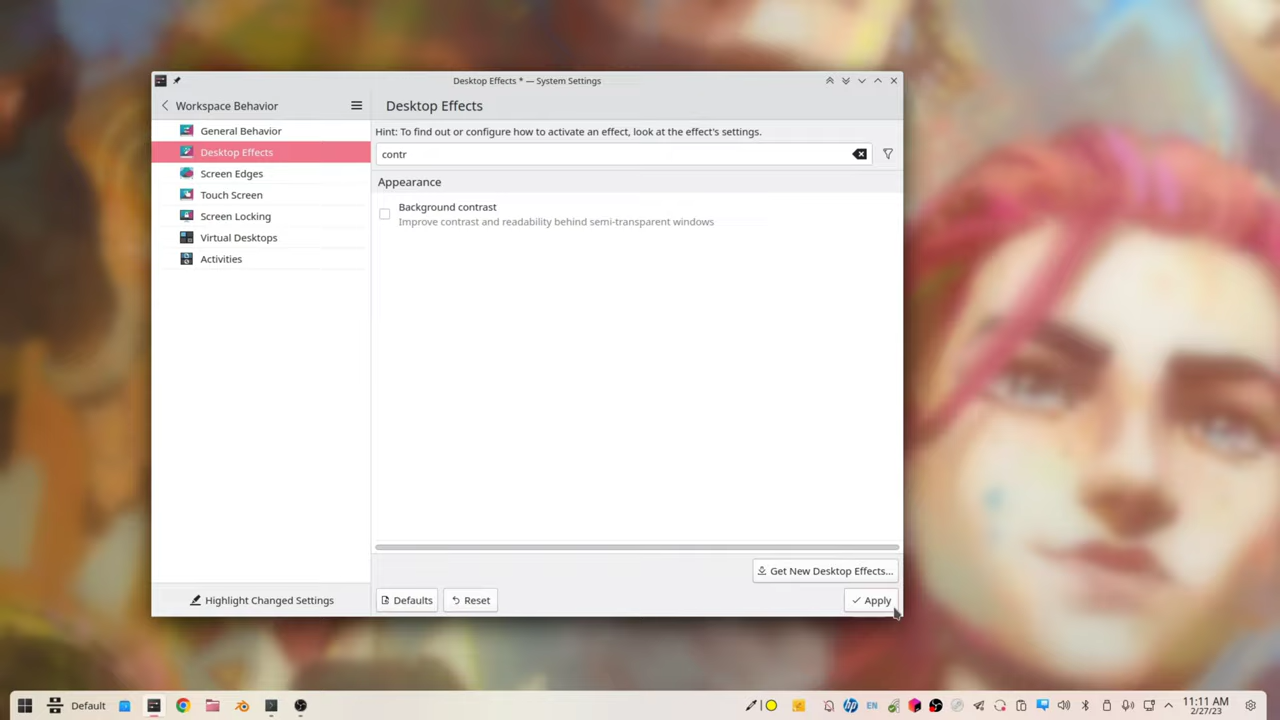 Desktop Effects * — System Settings
Workspace Behavior
Desktop Effects
General Behavior
Desktop Effects
Screen Edges
Touch Screen
Screen Locking
Virtual Desktops
Activities
Highlight Changed Settings
Hint: To find out or configure how to activate an effect, look at the effect's settings.
contr
Appearance
Background contrast
Improve contrast and readability behind semi-transparent windows
Get New Desktop Effects...
Defaults
Reset
Apply
Default
EN
11:11 AM
2/27/23